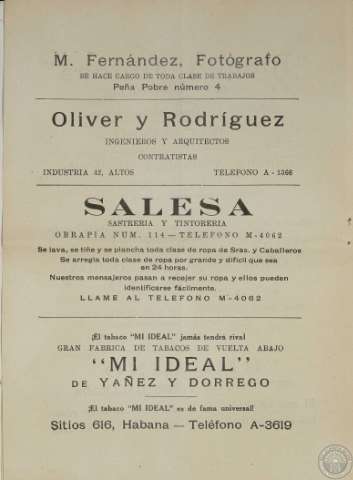 M. Fernández, Fotógrafo
SE HACE CARGO DE TODA CLASE DE TRABAJOS
Peña Pobre número 4
Oliver y Rodríguez
INGENIEROS Y ARQUITECTOS
CONTRATISTAS
INDUSTRIA 42, ALTOS TELEFONO A - 1366
SALESA
SASTRERIA Y TINTORERIA
OBRAPIA NÚM. 114 — TELEFONO M-4062
Se lava, se tiñe y se plancha toda clase de ropa de Sras. y Caballeros
Se arregla toda clase de ropa por grande y difícil que sea
en 24 horas.
Nuestros mensajeros pasan a recojer su ropa y ellos pueden
identificarse fácilmente.
LLAME AL TELEFONO M-4062
¡El tabaco "MI IDEAL" jamás tendrá rival
GRAN FABRICA DE TABACOS DE VUELTA ABAJO
"MI IDEAL"
DE YAÑEZ Y DORREGO
¡El tabaco "MI IDEAL" es de fama universal!
Sitios 616, Habana — Teléfono A-3619